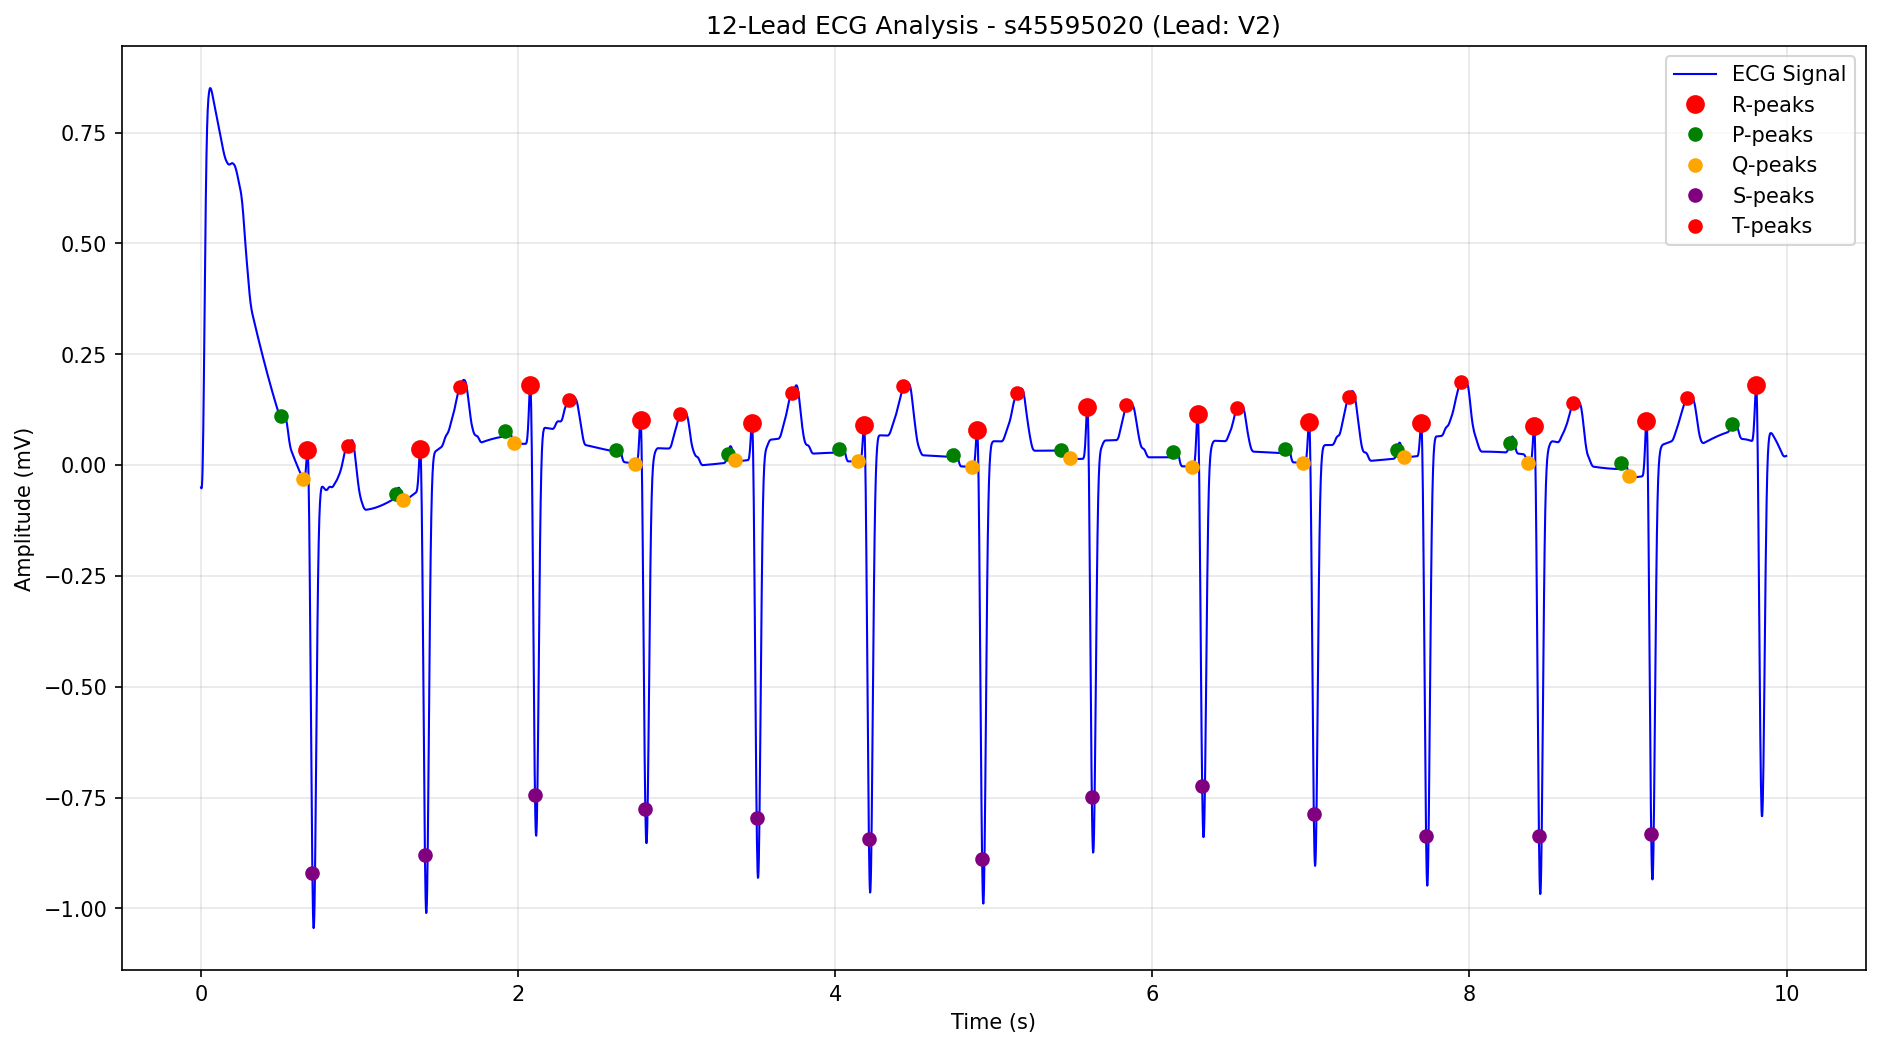 12-Lead ECG Analysis - s45595020 (Lead: V2)
ECG Signal
R-peaks
P-peaks
Q-peaks
S-peaks
T-peaks
Amplitude (mV)
0.75
0.50
0.25
0.00
−0.25
−0.50
−0.75
−1.00
0 2 4 6 8 10
Time (s)